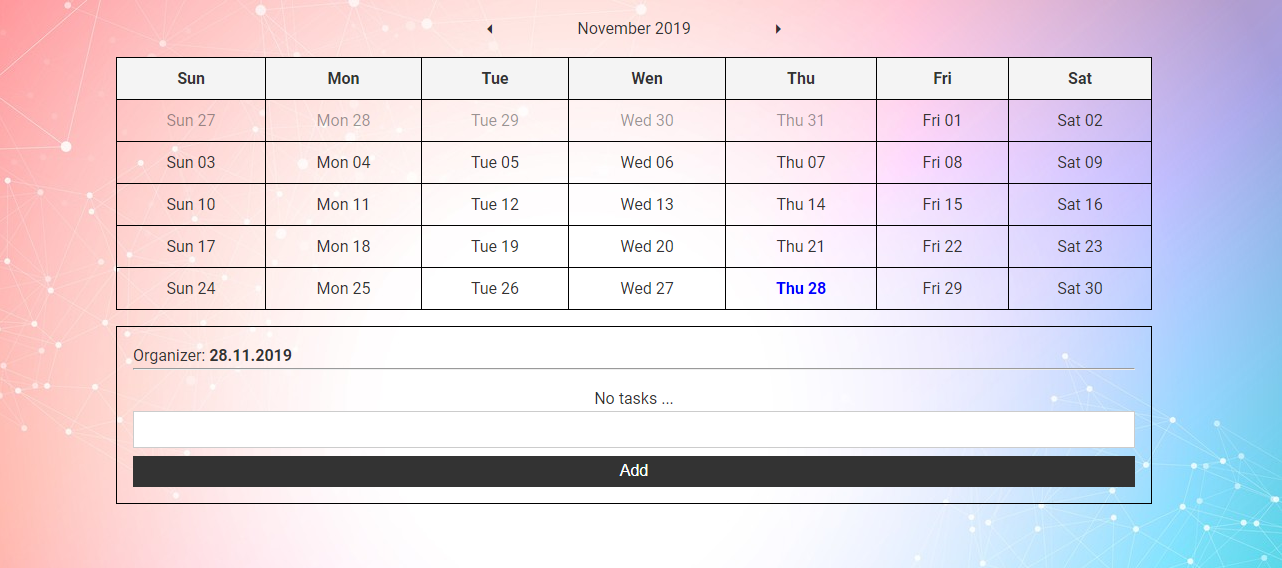 November 2019
Sun Mon Tue Wen Thu Fri Sat
Sun 27 Mon 28 Tue 29 Wed 30 Thu 31 Fri 01 Sat 02
Sun 03 Mon 04 Tue 05 Wed 06 Thu 07 Fri 08 Sat 09
Sun 10 Mon 11 Tue 12 Wed 13 Thu 14 Fri 15 Sat 16
Sun 17 Mon 18 Tue 19 Wed 20 Thu 21 Fri 22 Sat 23
Sun 24 Mon 25 Tue 26 Wed 27 Thu 28 Fri 29 Sat 30
Organizer: 28.11.2019
No tasks ...
Add